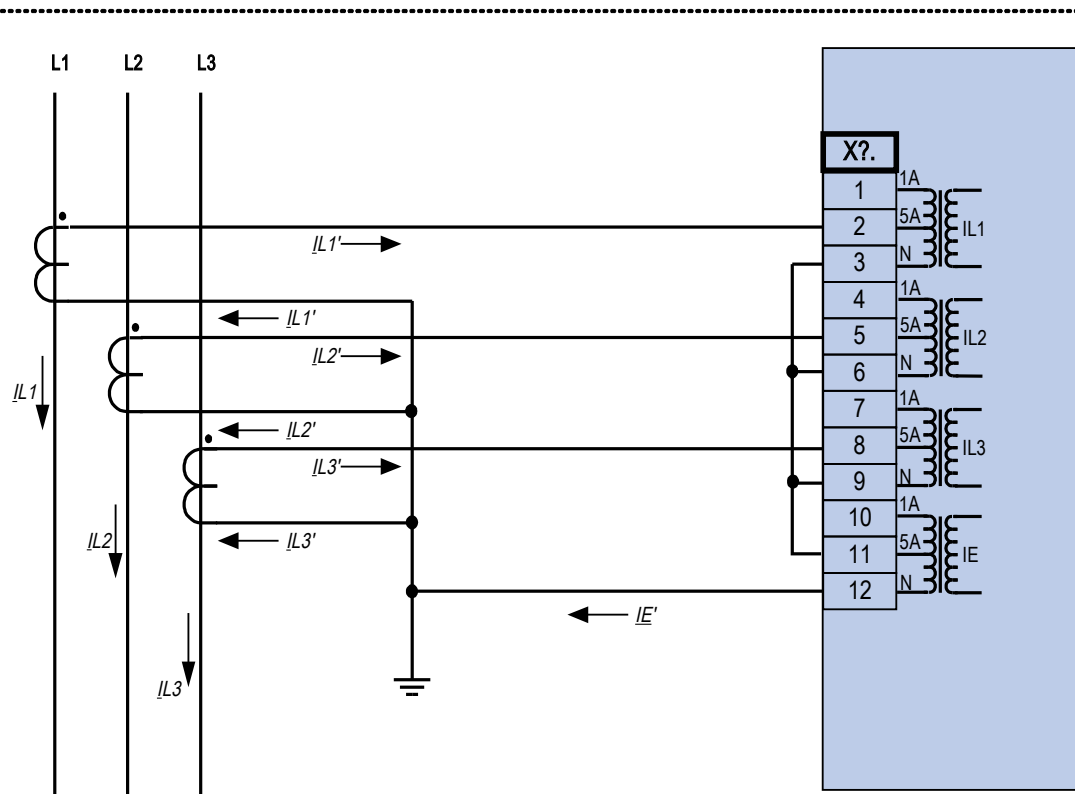 L1 L2 L3
X?.
1 1A
2 5A IL1
3 N
IL1'
4 1A
IL1'
5 5A IL2
IL2'
6 N
IL1
7 1A
IL2'
8 5A IL3
IL3'
9 N
10 1A
IL2
IL3'
11 5A IE
12 N
IE'
IL3